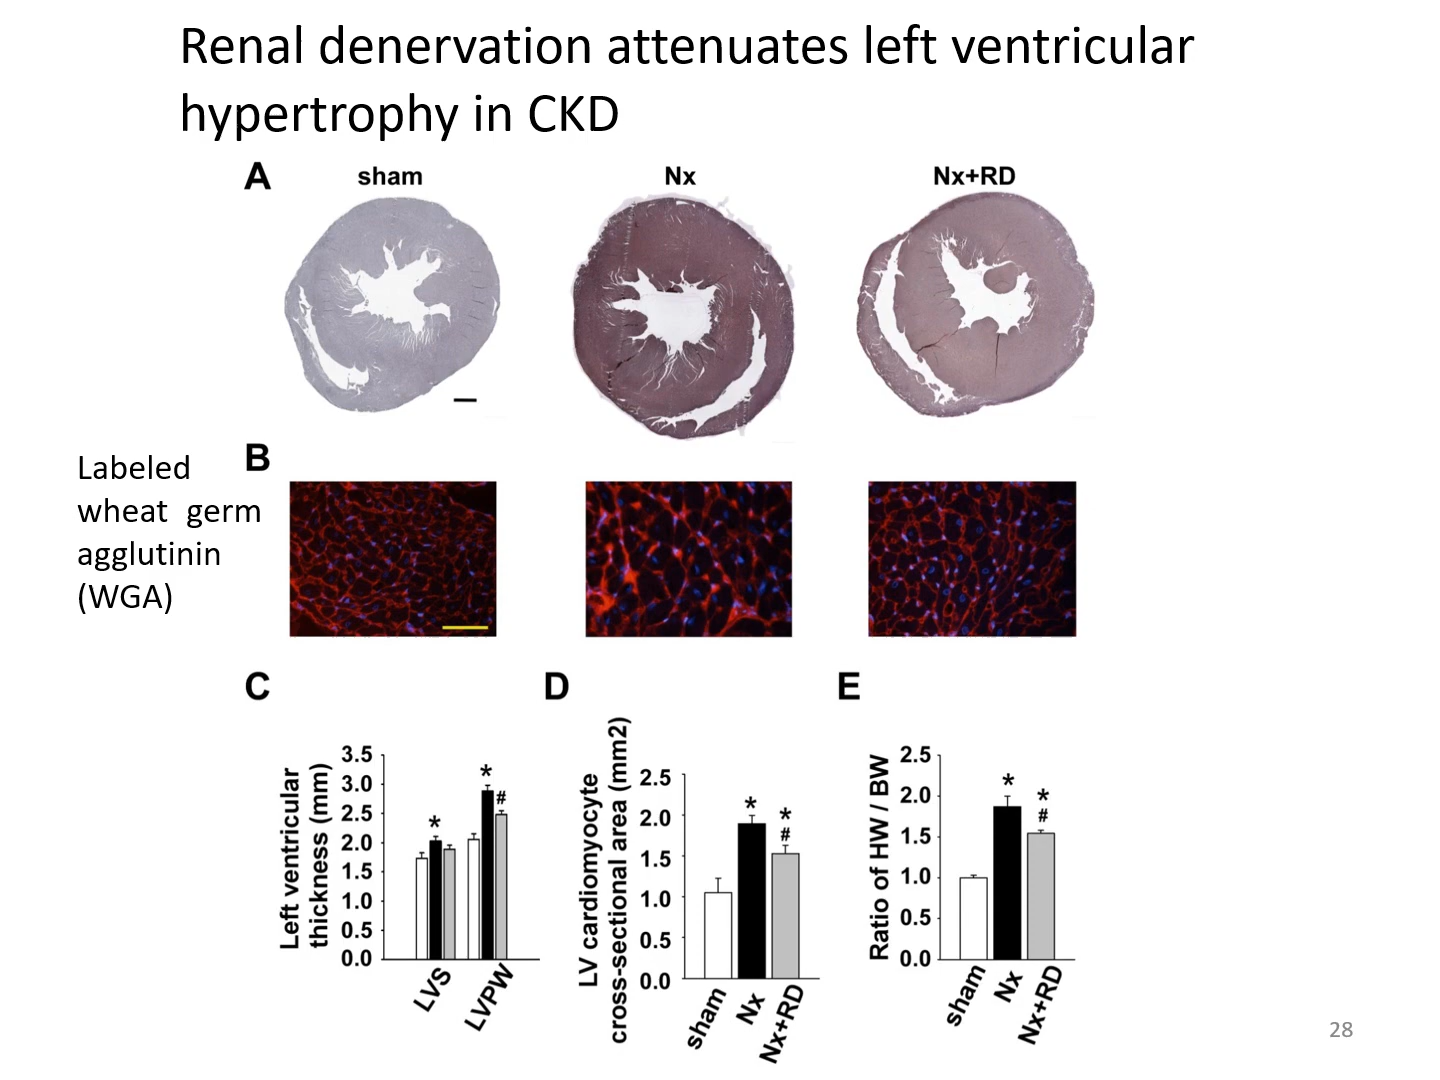 Renal denervation attenuates left ventricular
hypertrophy in CKD
A
sham
Nx
Nx+RD
Labeled
wheat germ
agglutinin
(WGA)
B
C
D
E
Left ventricular
thickness (mm)
3.5
3.0
2.5
2.0
1.5
1.0
0.5
0.0
*
*
#
LVS
LVPW
LV cardiomyocyte
cross-sectional area (mm2)
2.5
2.0
1.5
1.0
0.5
0.0
*
*
#
sham
Nx
Nx+RD
Ratio of HW / BW
2.5
2.0
1.5
1.0
0.5
0.0
*
*
#
sham
Nx
Nx+RD
28